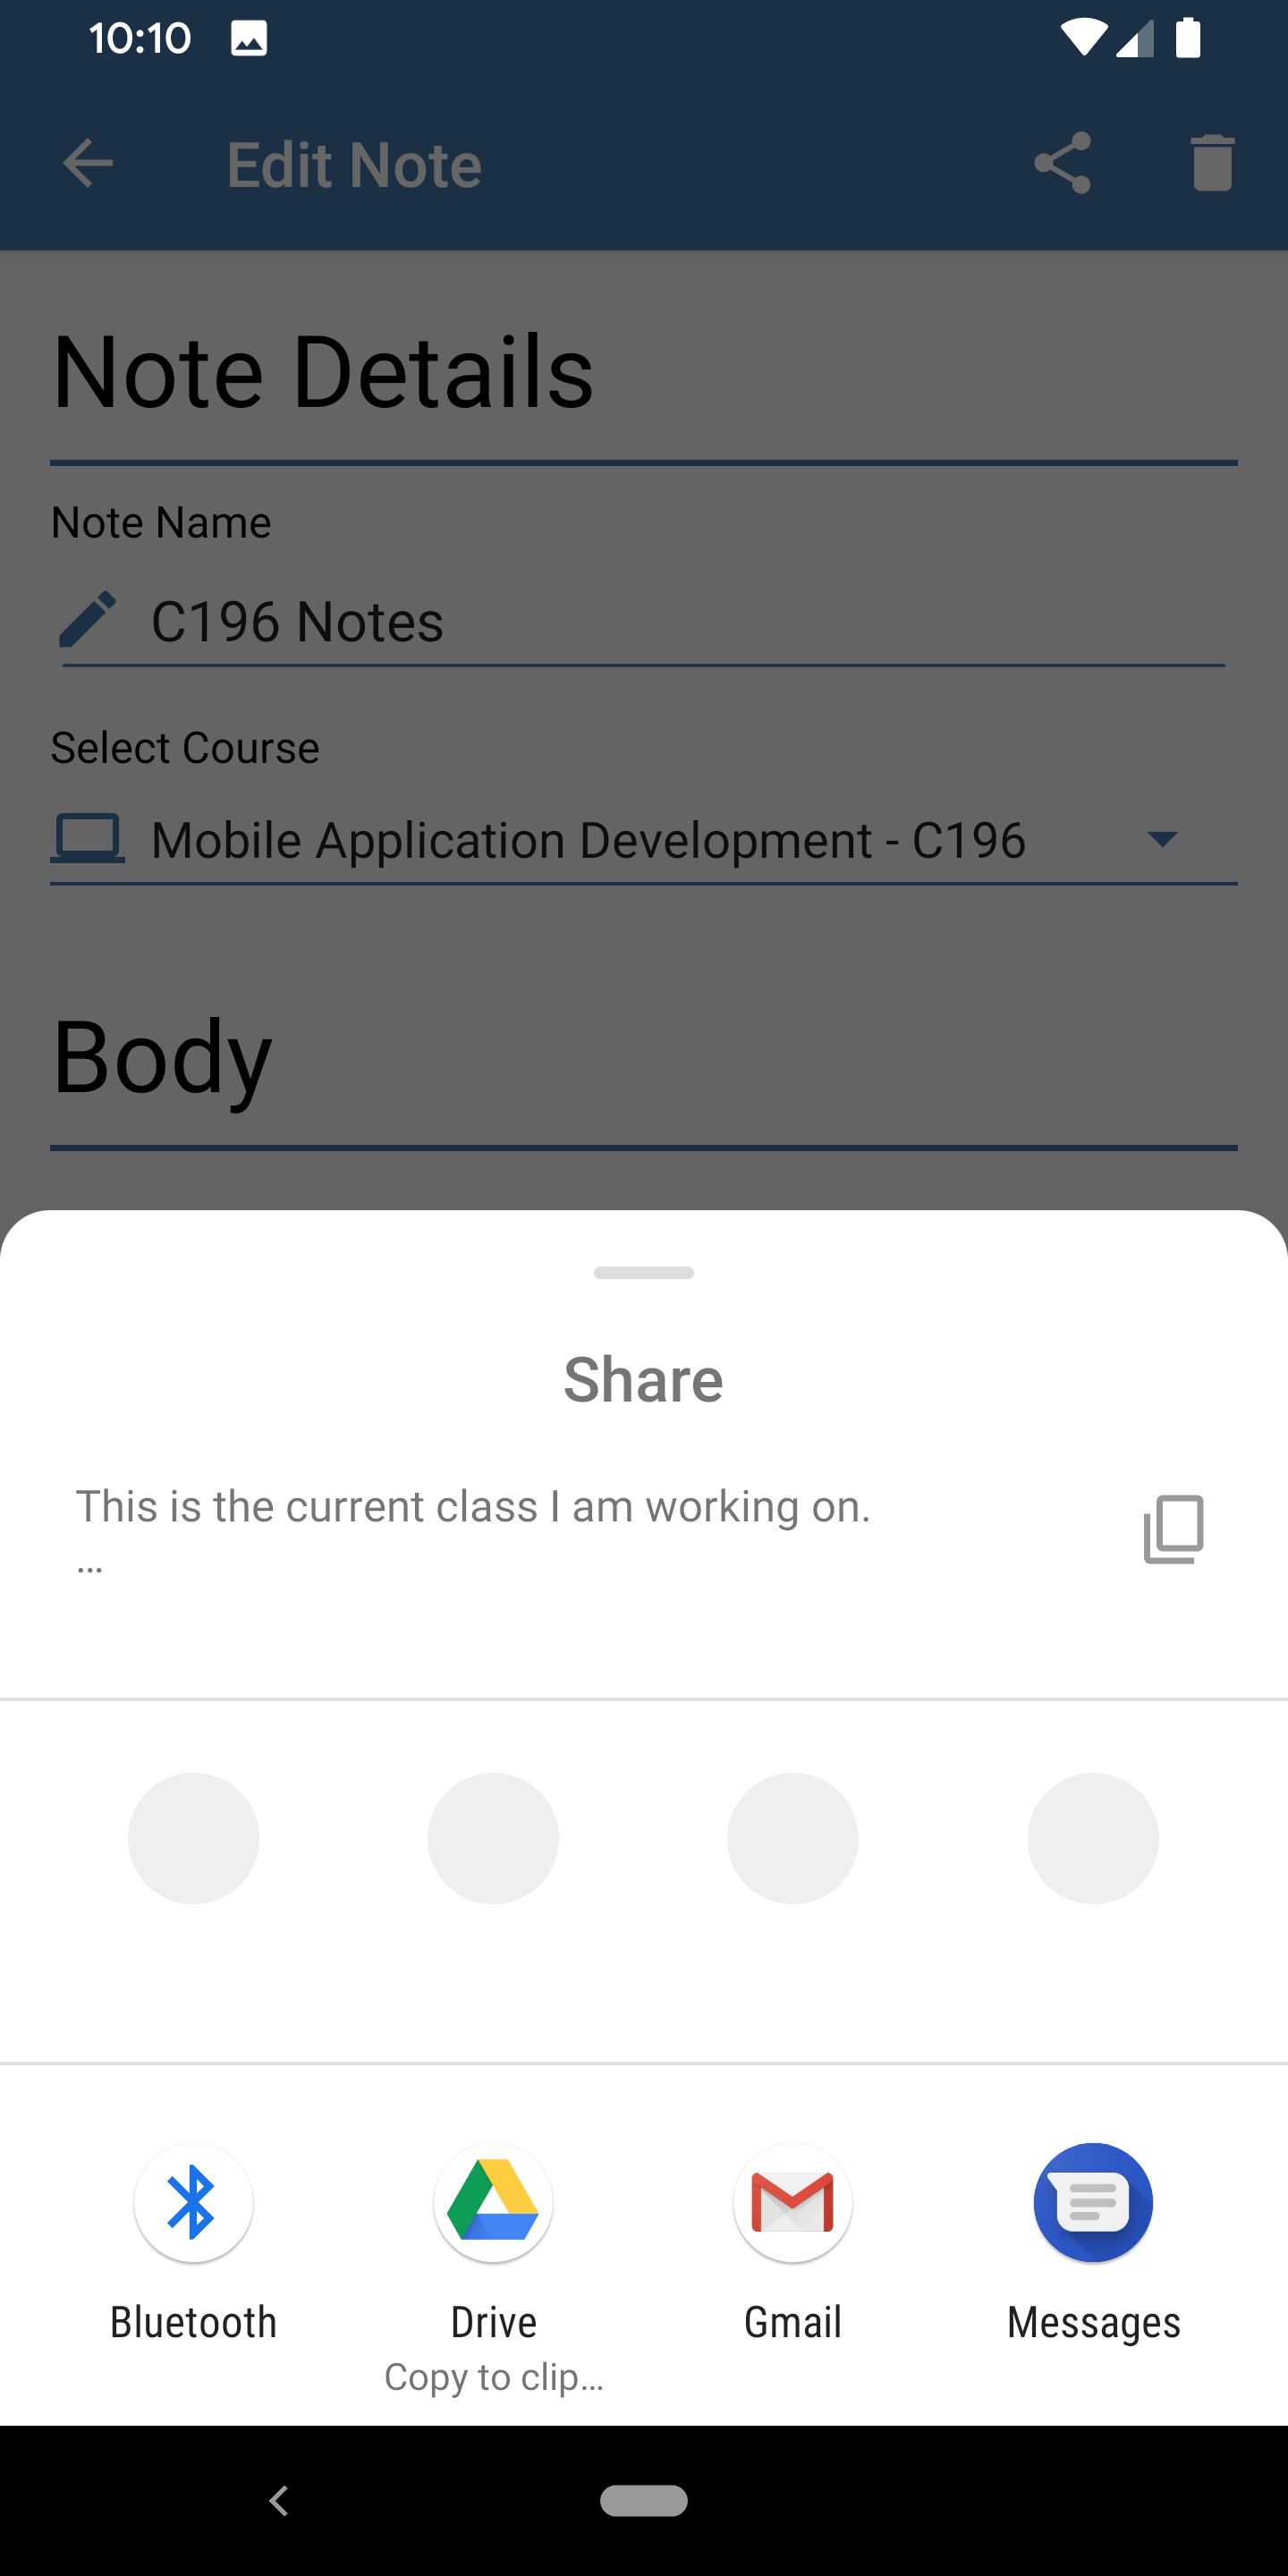 10:10
Edit Note
Note Details
Note Name
C196 Notes
Select Course
Mobile Application Development - C196
Body
Share
This is the current class I am working on.
…
Bluetooth
Drive
Gmail
Messages
Copy to clip…